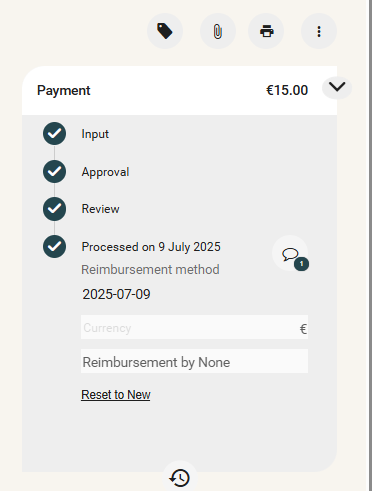 Payment €15.00
Input
Approval
Review
Processed on 9 July 2025
1
Reimbursement method
2025-07-09
Currency €
Reimbursement by None
Reset to New